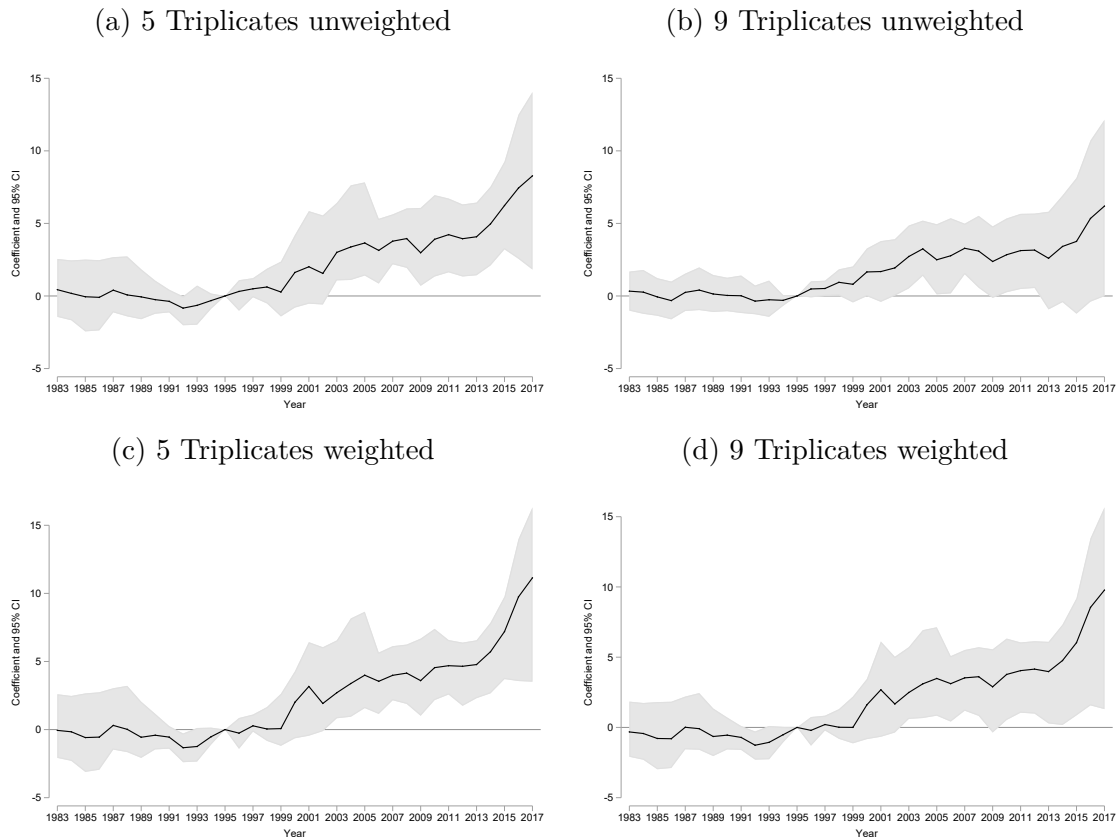 (a) 5 Triplicates unweighted
15
10
5
0
-5
Coefficient and 95% CI
1983 1985 1987 1989 1991 1993 1995 1997 1999 2001 2003 2005 2007 2009 2011 2013 2015 2017
Year
(b) 9 Triplicates unweighted
15
10
5
0
-5
Coefficient and 95% CI
1983 1985 1987 1989 1991 1993 1995 1997 1999 2001 2003 2005 2007 2009 2011 2013 2015 2017
Year
(c) 5 Triplicates weighted
15
10
5
0
-5
Coefficient and 95% CI
1983 1985 1987 1989 1991 1993 1995 1997 1999 2001 2003 2005 2007 2009 2011 2013 2015 2017
Year
(d) 9 Triplicates weighted
15
10
5
0
-5
Coefficient and 95% CI
1983 1985 1987 1989 1991 1993 1995 1997 1999 2001 2003 2005 2007 2009 2011 2013 2015 2017
Year